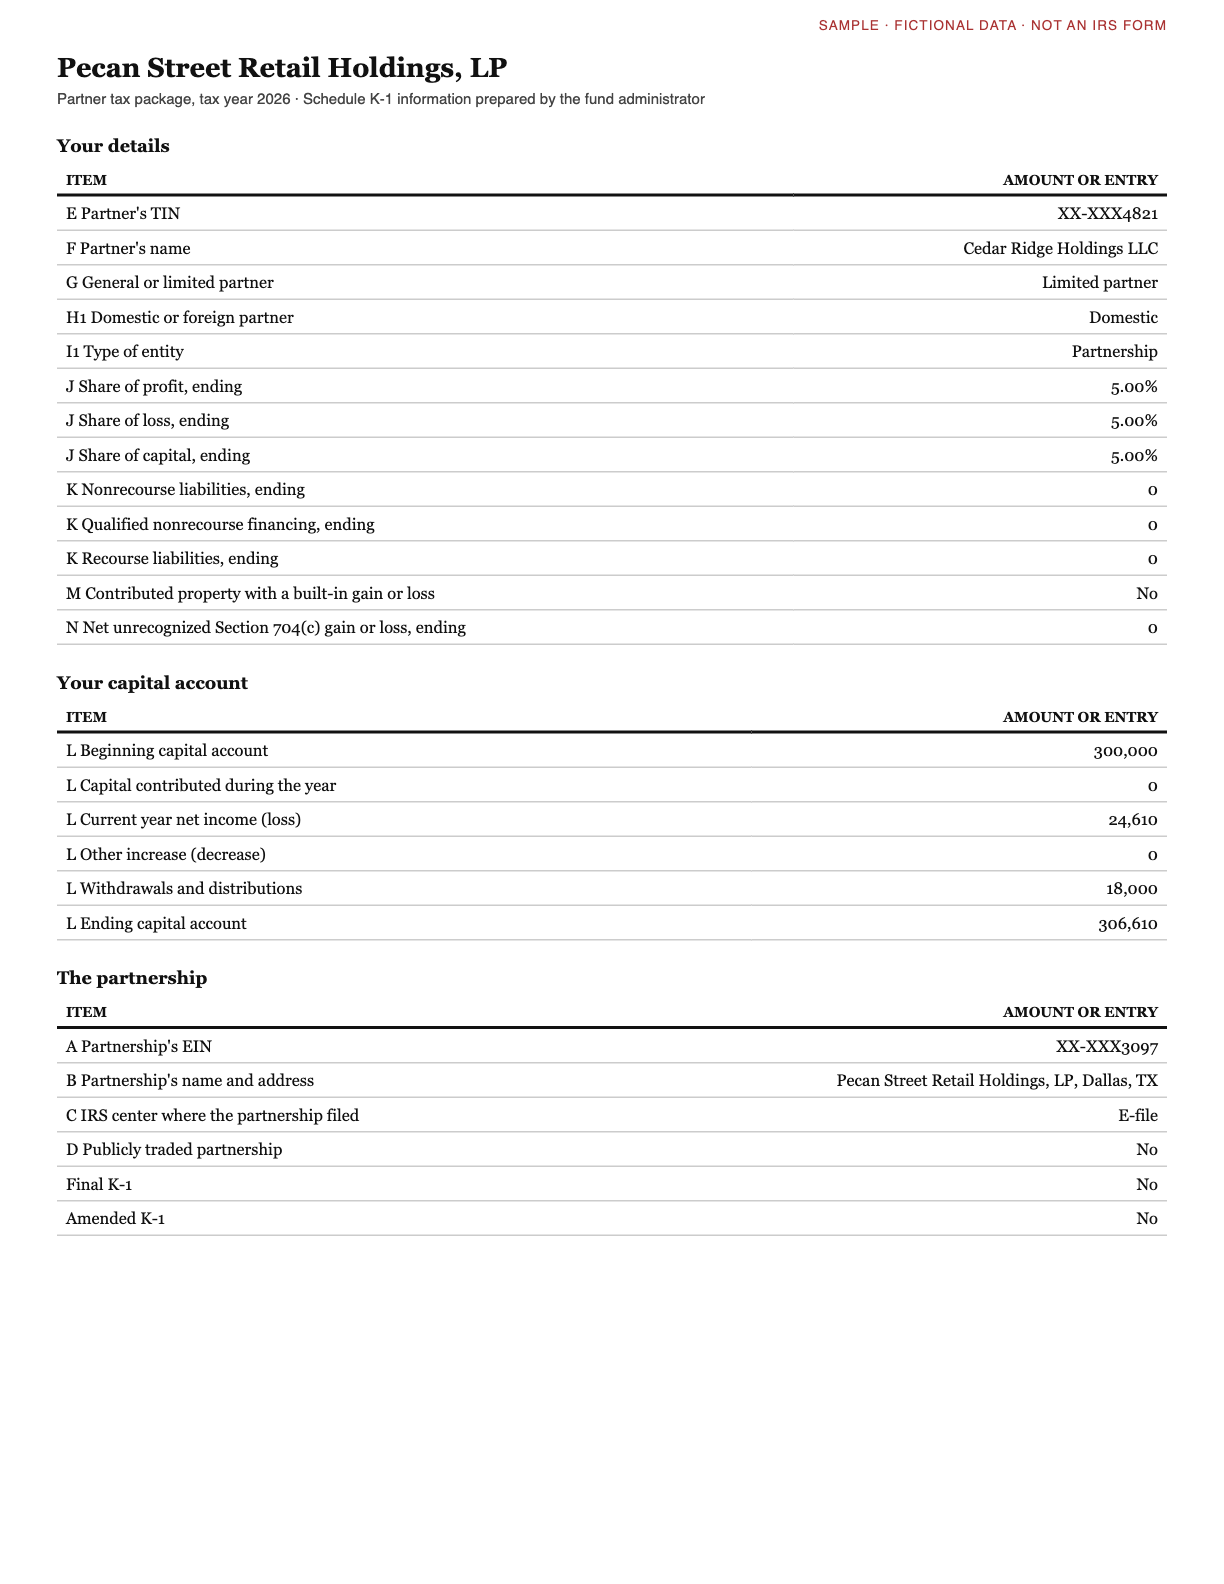 SAMPLE · FICTIONAL DATA · NOT AN IRS FORM
Pecan Street Retail Holdings, LP
Partner tax package, tax year 2026 · Schedule K-1 information prepared by the fund administrator
Your details
ITEM AMOUNT OR ENTRY
E Partner's TIN XX-XXX4821
F Partner's name Cedar Ridge Holdings LLC
G General or limited partner Limited partner
H1 Domestic or foreign partner Domestic
I1 Type of entity Partnership
J Share of profit, ending 5.00%
J Share of loss, ending 5.00%
J Share of capital, ending 5.00%
K Nonrecourse liabilities, ending 0
K Qualified nonrecourse financing, ending 0
K Recourse liabilities, ending 0
M Contributed property with a built-in gain or loss No
N Net unrecognized Section 704(c) gain or loss, ending 0
Your capital account
ITEM AMOUNT OR ENTRY
L Beginning capital account 300,000
L Capital contributed during the year 0
L Current year net income (loss) 24,610
L Other increase (decrease) 0
L Withdrawals and distributions 18,000
L Ending capital account 306,610
The partnership
ITEM AMOUNT OR ENTRY
A Partnership's EIN XX-XXX3097
B Partnership's name and address Pecan Street Retail Holdings, LP, Dallas, TX
C IRS center where the partnership filed E-file
D Publicly traded partnership No
Final K-1 No
Amended K-1 No